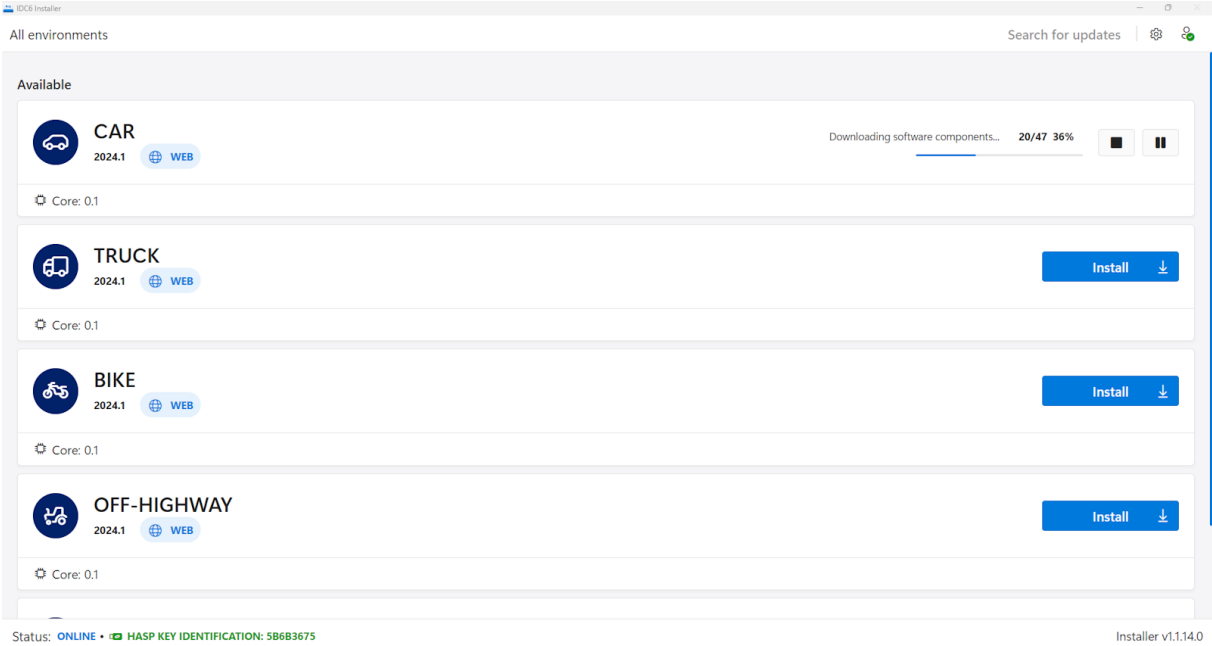 IDC6 Installer
All environments
Search for updates
Available
CAR
2024.1 WEB
Downloading software components... 20/47 36%
Core: 0.1
TRUCK
2024.1 WEB
Install
Core: 0.1
BIKE
2024.1 WEB
Install
Core: 0.1
OFF-HIGHWAY
2024.1 WEB
Install
Core: 0.1
Status: ONLINE • HASP KEY IDENTIFICATION: 5B6B3675
Installer v1.1.14.0